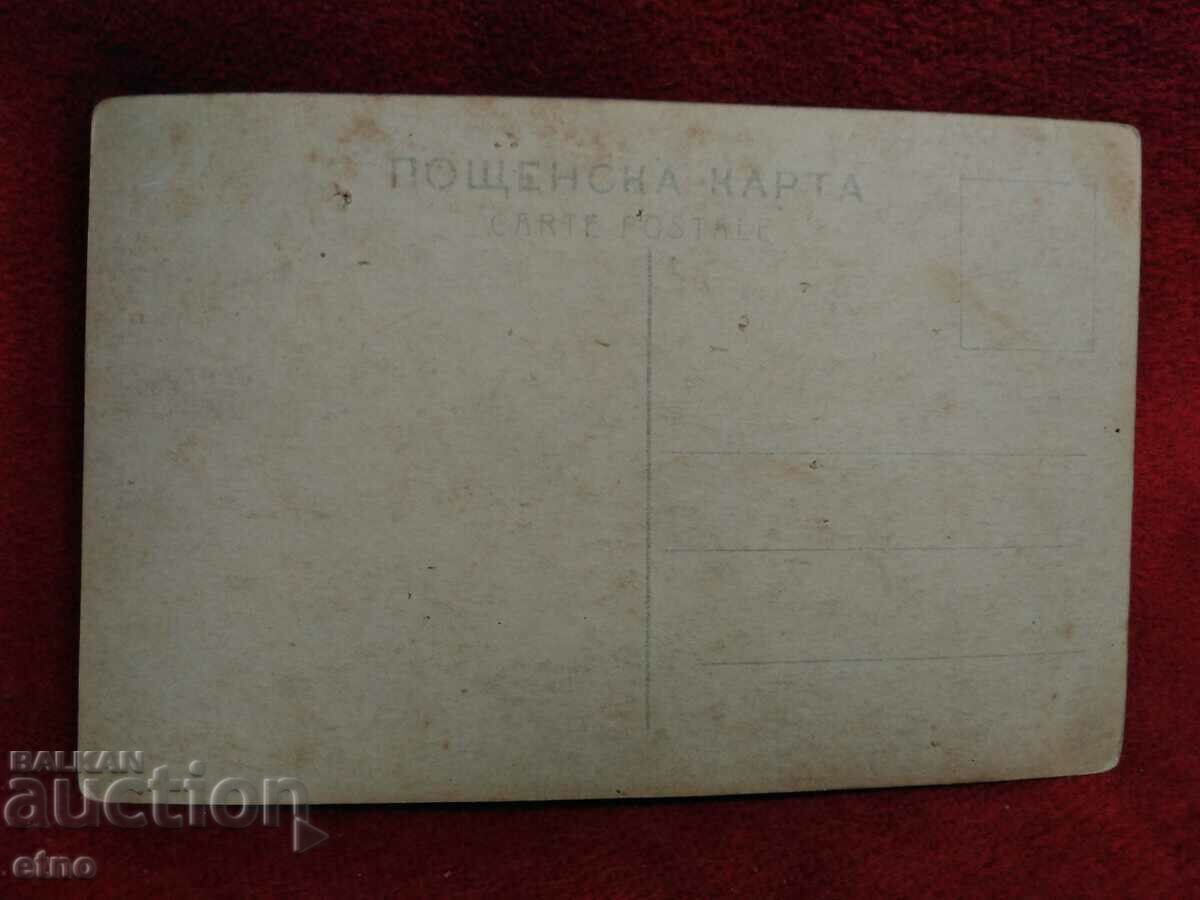 ПОЩЕНСКА КАРТА
CARTE POSTALE
BALKAN
auction
etno